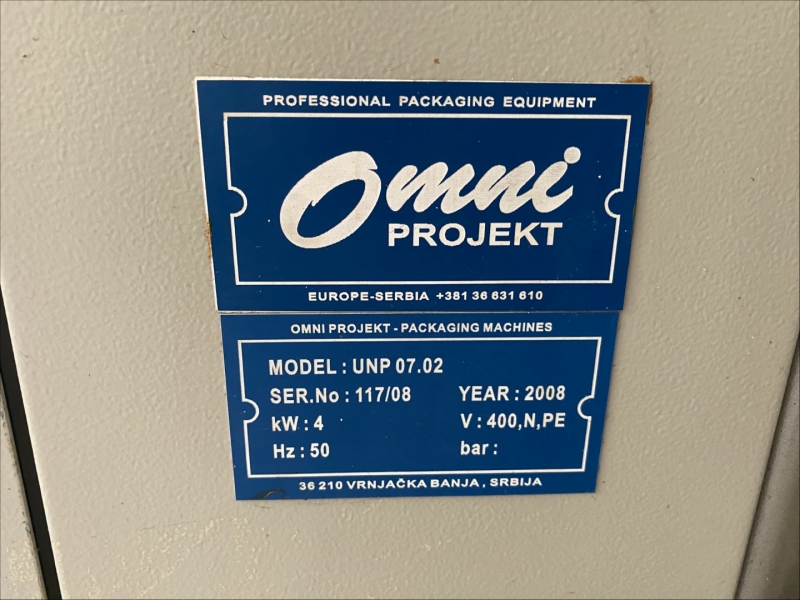 PROFESSIONAL PACKAGING EQUIPMENT
Omni
PROJEKT
EUROPE-SERBIA +381 36 631 610
OMNI PROJEKT - PACKAGING MACHINES
MODEL : UNP 07.02
SER.No : 117/08 YEAR : 2008
kW : 4 V : 400,N,PE
Hz : 50 bar :
36 210 VRNJAČKA BANJA , SRBIJA